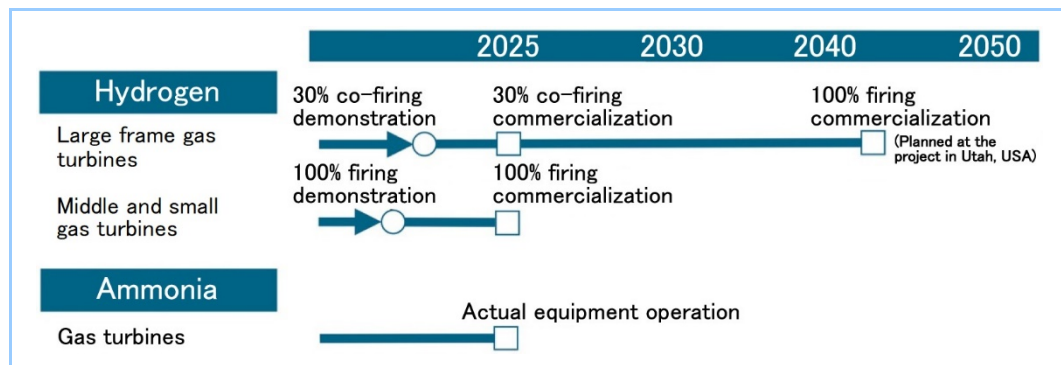 2025 2030 2040 2050
Hydrogen
30% co-firing
demonstration
30% co-firing
commercialization
100% firing
commercialization
(Planned at the
project in Utah, USA)
Large frame gas
turbines
100% firing
demonstration
100% firing
commercialization
Middle and small
gas turbines
Ammonia
Actual equipment operation
Gas turbines